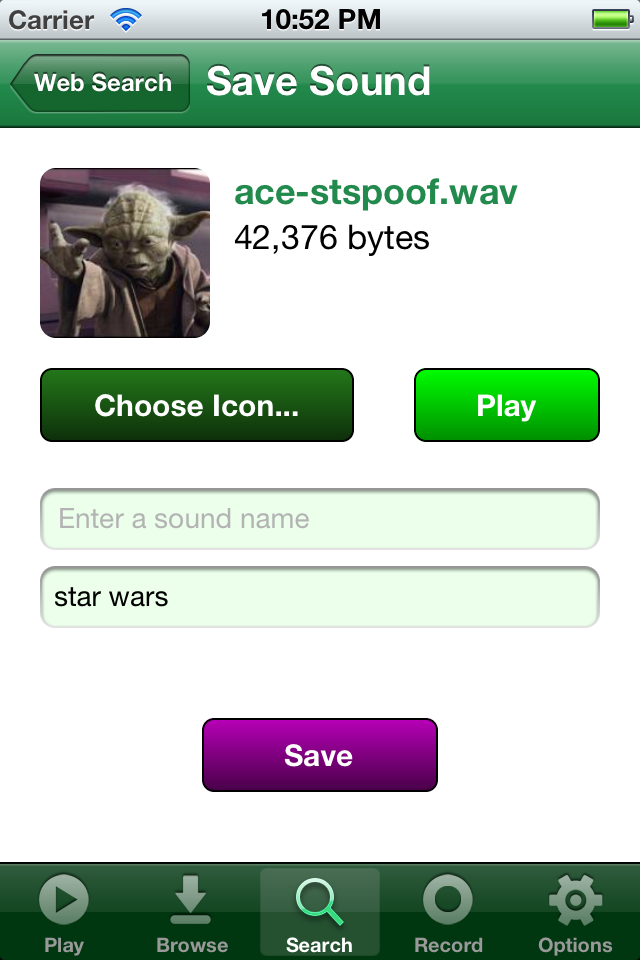 Carrier 10:52 PM
Web Search Save Sound
ace-stspoof.wav
42,376 bytes
Choose Icon... Play
Enter a sound name
star wars
Save
Play Browse Search Record Options